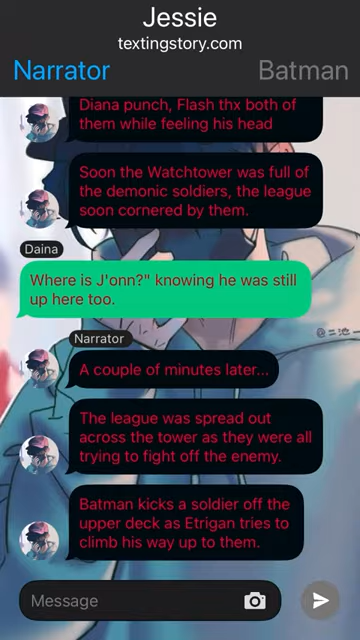 Jessie
textingstory.com
Narrator
Batman
Diana punch, Flash thx both of
them while feeling his head
Soon the Watchtower was full of
the demonic soldiers, the league
soon cornered by them.
Daina
Where is J'onn?" knowing he was still
up here too.
Narrator
A couple of minutes later...
The league was spread out
across the tower as they were all
trying to fight off the enemy.
Batman kicks a soldier off the
upper deck as Etrigan tries to
climb his way up to them.
Message